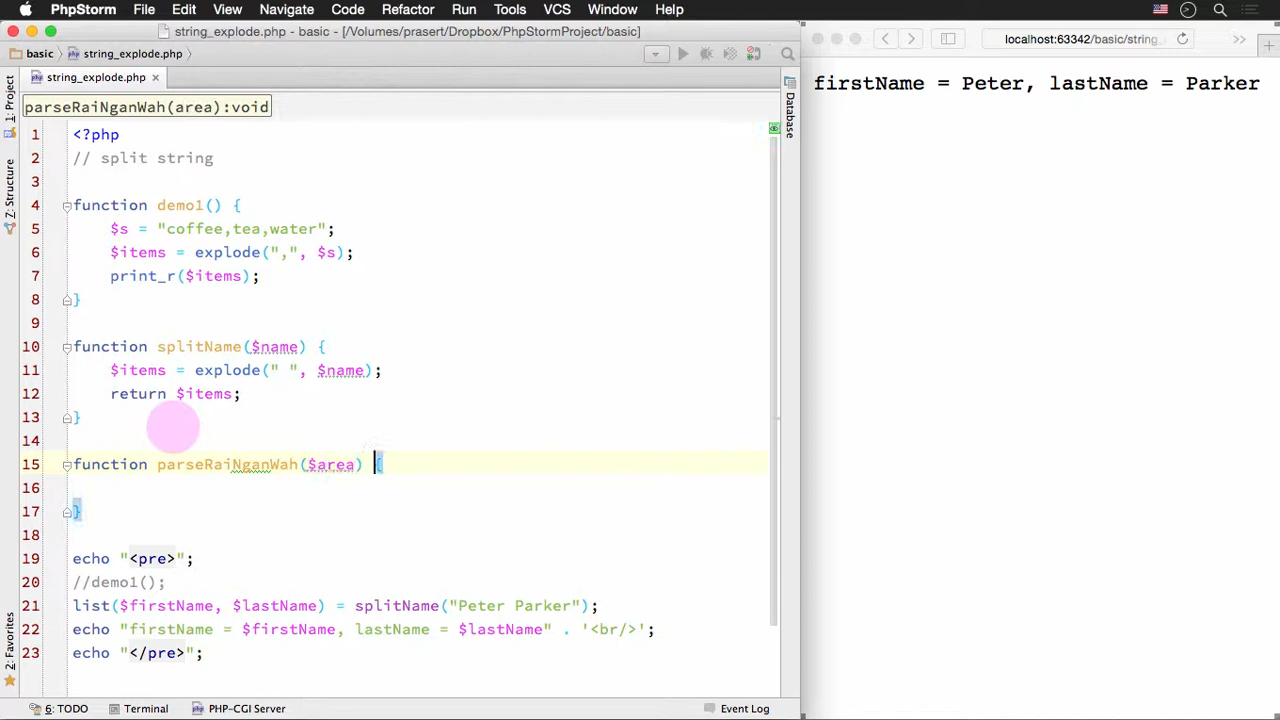 PhpStorm File Edit View Navigate Code Refactor Run Tools VCS Window Help
string_explode.php - basic - [/Volumes/prasert/Dropbox/PhpStormProject/basic]
basic string_explode.php
string_explode.php
parseRaiNganWah(area):void
1 <?php
2 // split string
3
4 function demo1() {
5 $s = "coffee,tea,water";
6 $items = explode(",", $s);
7 print_r($items);
8 }
9
10 function splitName($name) {
11 $items = explode(" ", $name);
12 return $items;
13 }
14
15 function parseRaiNganWah($area) {
16
17 }
18
19 echo "<pre>";
20 //demo1();
21 list($firstName, $lastName) = splitName("Peter Parker");
22 echo "firstName = $firstName, lastName = $lastName" . '<br/>';
23 echo "</pre>";
1: Project
7: Structure
2: Favorites
Database
6: TODO Terminal PHP-CGI Server Event Log
localhost:63342/basic/string_
firstName = Peter, lastName = Parker